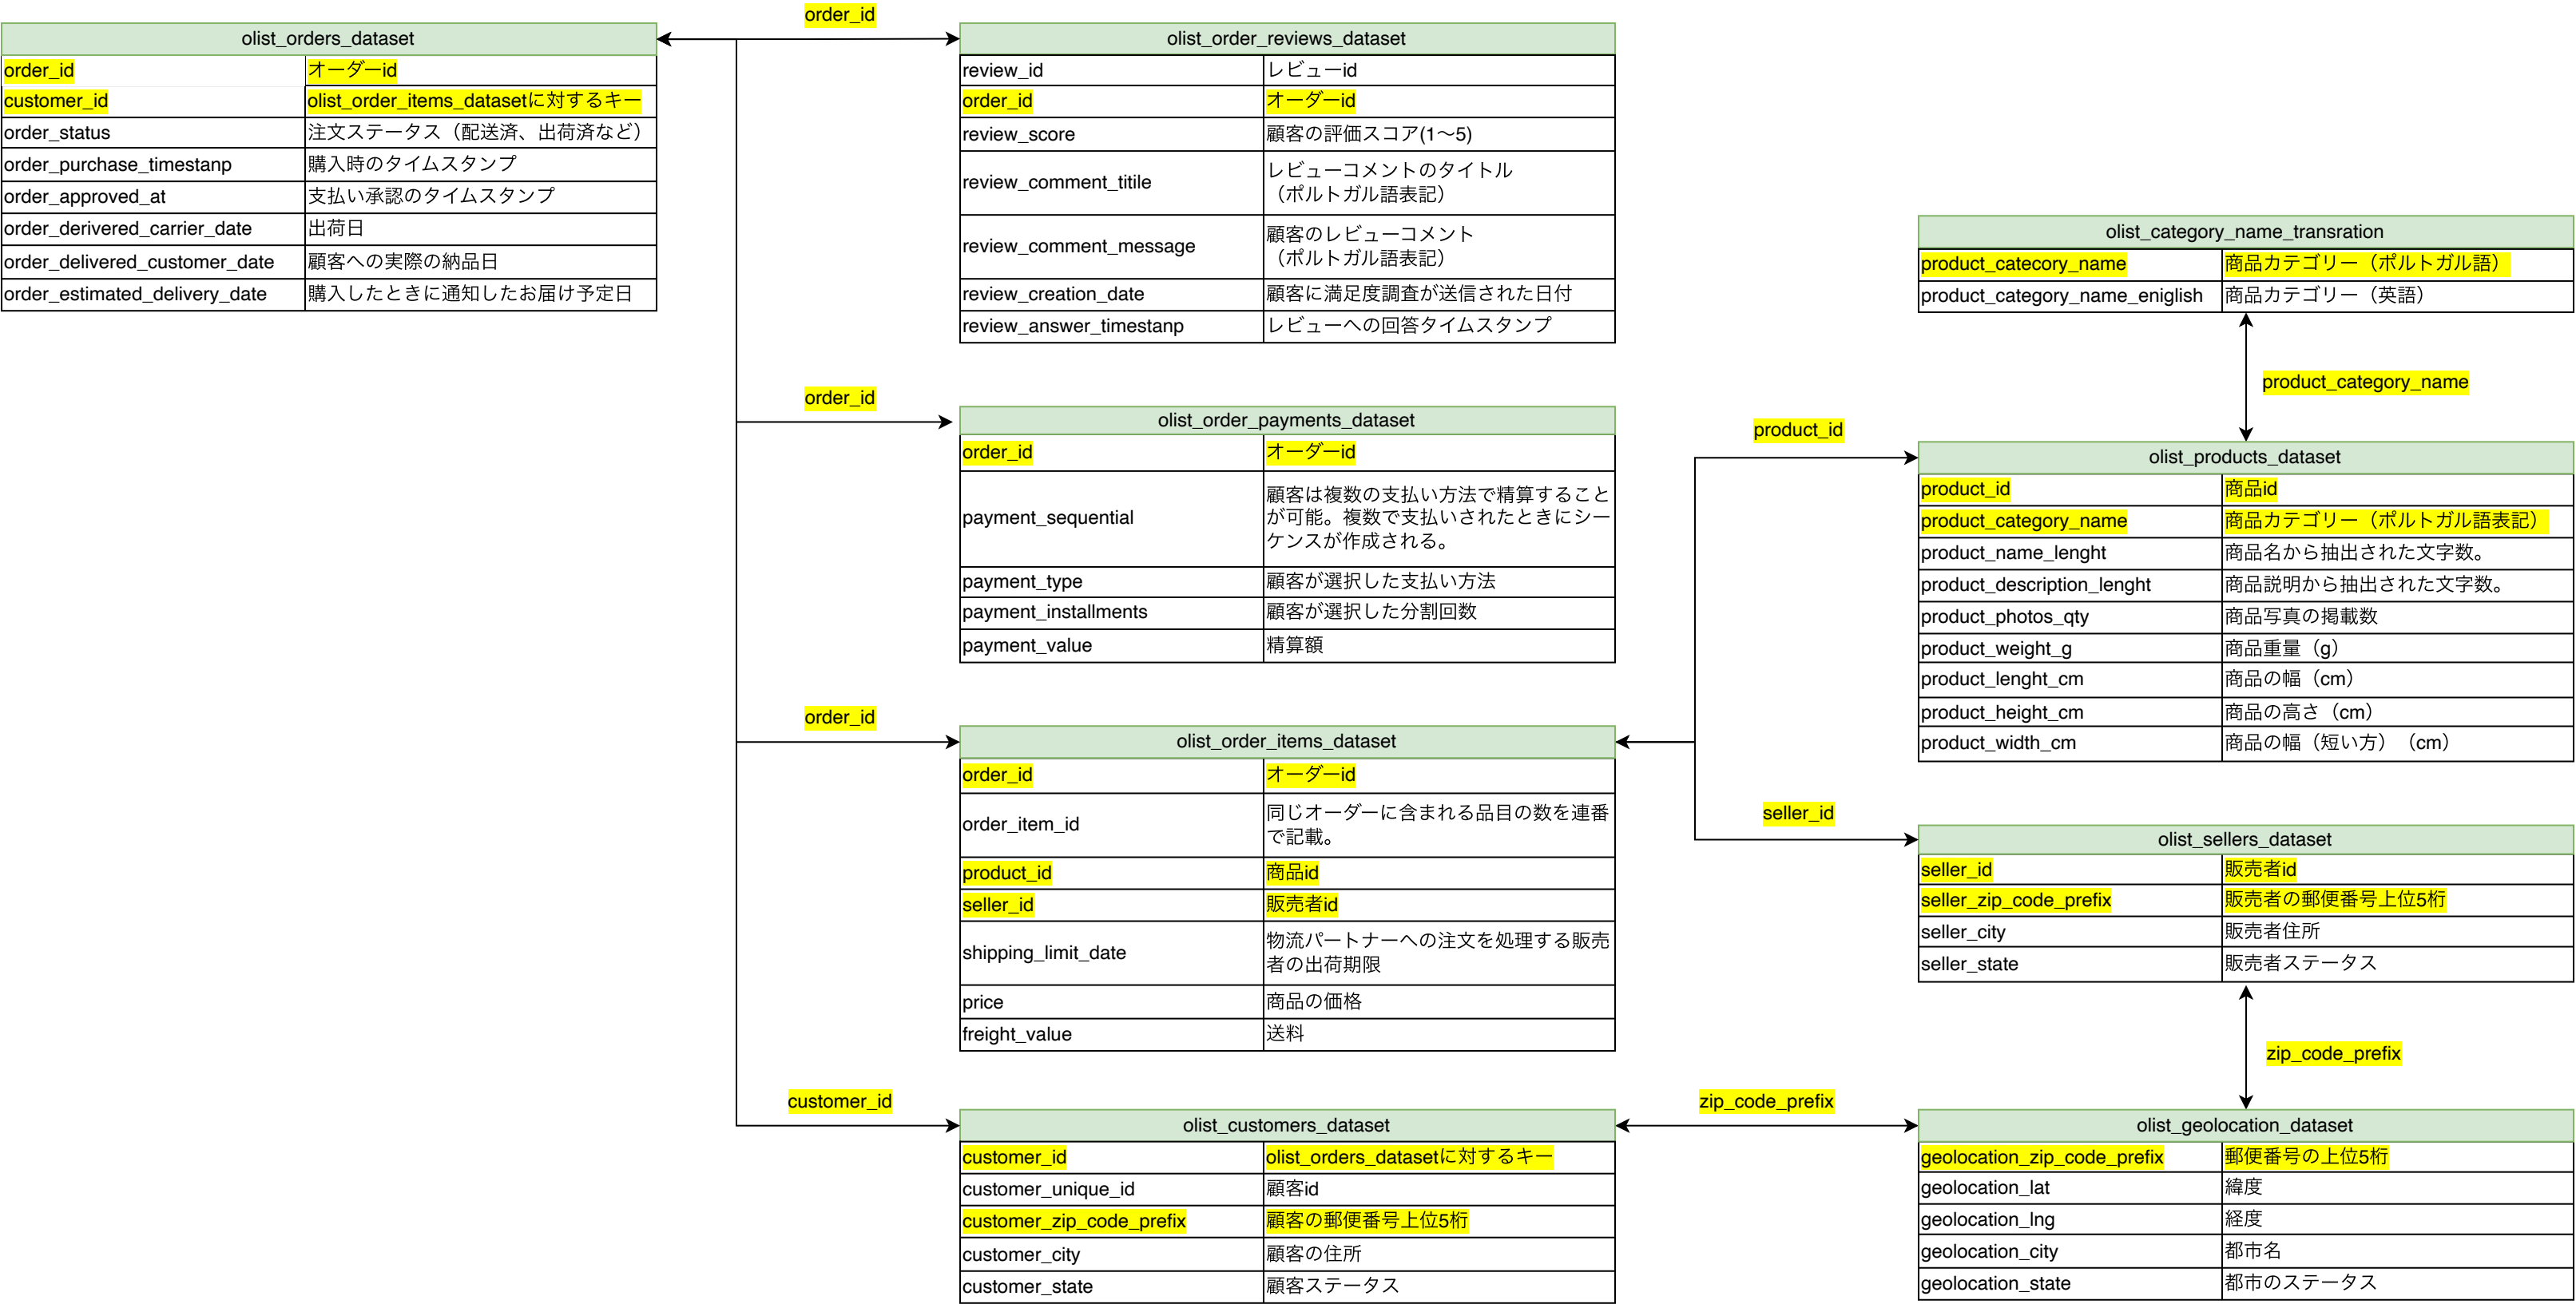 olist_orders_dataset
order_id オーダーid
customer_id olist_order_items_datasetに対するキー
order_status 注文ステータス（配送済、出荷済など）
order_purchase_timestanp 購入時のタイムスタンプ
order_approved_at 支払い承認のタイムスタンプ
order_derivered_carrier_date 出荷日
order_delivered_customer_date 顧客への実際の納品日
order_estimated_delivery_date 購入したときに通知したお届け予定日
order_id
olist_order_reviews_dataset
review_id レビューid
order_id オーダーid
review_score 顧客の評価スコア(1〜5)
review_comment_titile レビューコメントのタイトル
（ポルトガル語表記）
review_comment_message 顧客のレビューコメント
（ポルトガル語表記）
review_creation_date 顧客に満足度調査が送信された日付
review_answer_timestanp レビューへの回答タイムスタンプ
order_id
olist_order_payments_dataset
order_id オーダーid
payment_sequential 顧客は複数の支払い方法で精算すること
が可能。複数で支払いされたときにシー
ケンスが作成される。
payment_type 顧客が選択した支払い方法
payment_installments 顧客が選択した分割回数
payment_value 精算額
order_id
olist_order_items_dataset
order_id オーダーid
order_item_id 同じオーダーに含まれる品目の数を連番
で記載。
product_id 商品id
seller_id 販売者id
shipping_limit_date 物流パートナーへの注文を処理する販売
者の出荷期限
price 商品の価格
freight_value 送料
customer_id
olist_customers_dataset
customer_id olist_orders_datasetに対するキー
customer_unique_id 顧客id
customer_zip_code_prefix 顧客の郵便番号上位5桁
customer_city 顧客の住所
customer_state 顧客ステータス
olist_category_name_transration
product_catecory_name 商品カテゴリー（ポルトガル語）
product_category_name_eniglish 商品カテゴリー（英語）
product_category_name
product_id
olist_products_dataset
product_id 商品id
product_category_name 商品カテゴリー（ポルトガル語表記）
product_name_lenght 商品名から抽出された文字数。
product_description_lenght 商品説明から抽出された文字数。
product_photos_qty 商品写真の掲載数
product_weight_g 商品重量（g）
product_lenght_cm 商品の幅（cm）
product_height_cm 商品の高さ（cm）
product_width_cm 商品の幅（短い方）（cm）
seller_id
olist_sellers_dataset
seller_id 販売者id
seller_zip_code_prefix 販売者の郵便番号上位5桁
seller_city 販売者住所
seller_state 販売者ステータス
zip_code_prefix
zip_code_prefix
olist_geolocation_dataset
geolocation_zip_code_prefix 郵便番号の上位5桁
geolocation_lat 緯度
geolocation_lng 経度
geolocation_city 都市名
geolocation_state 都市のステータス